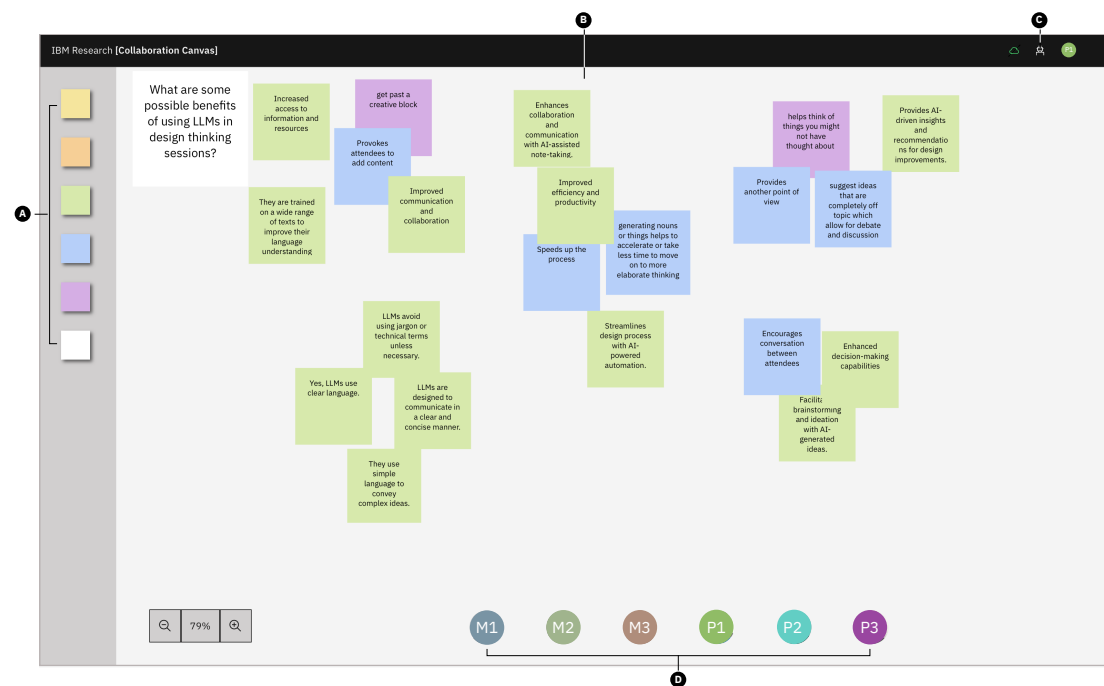 B
C
IBM Research [Collaboration Canvas]
P1
A
What are some
possible benefits
of using LLMs in
design thinking
sessions?
Increased
access to
information and
resources
get past a
creative block
Provokes
attendees to
add content
Improved
communication
and
collaboration
They are trained
on a wide range
of texts to
improve their
language
understanding
Enhances
collaboration
and
communication
with AI-assisted
note-taking.
Improved
efficiency and
productivity
Speeds up the
process
generating nouns
or things helps to
accelerate or take
less time to move
on to more
elaborate thinking
Streamlines
design process
with AI-
powered
automation.
helps think of
things you might
not have
thought about
Provides AI-
driven insights
and
recommendatio
ns for design
improvements.
Provides
another point of
view
suggest ideas
that are
completely off
topic which
allow for debate
and discussion
LLMs avoid
using jargon or
technical terms
unless
necessary.
Yes, LLMs use
clear language.
LLMs are
designed to
communicate in
a clear and
concise manner.
They use
simple
language to
convey
complex ideas.
Encourages
conversation
between
attendees
Enhanced
decision-making
capabilities
brainstorming
and ideation
with AI-
generated
ideas.
79%
M1
M2
M3
P1
P2
P3
D